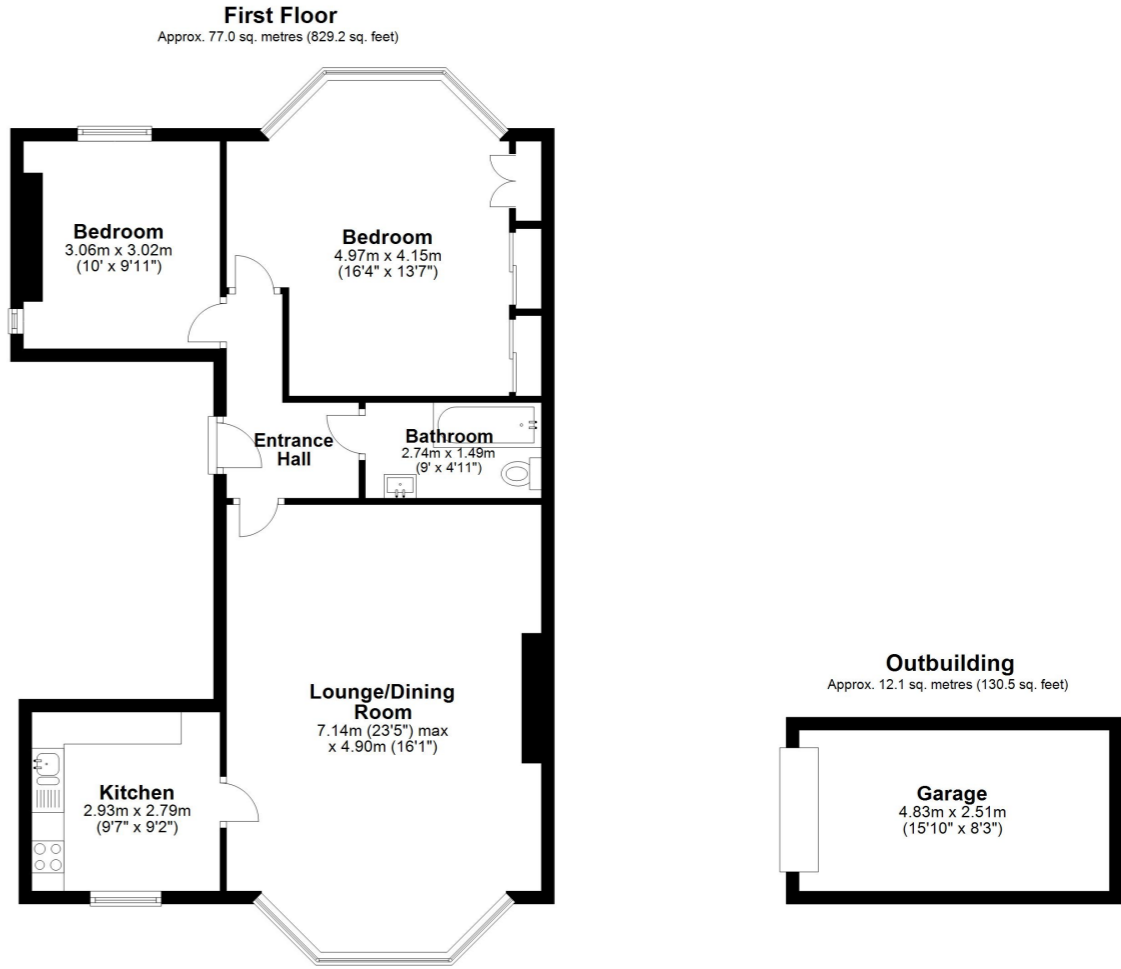 First Floor
Approx. 77.0 sq. metres (829.2 sq. feet)
Bedroom
3.06m x 3.02m
(10' x 9'11")
Bedroom
4.97m x 4.15m
(16'4" x 13'7")
Entrance
Hall
Bathroom
2.74m x 1.49m
(9' x 4'11")
Lounge/Dining
Room
7.14m (23'5") max
x 4.90m (16'1")
Kitchen
2.93m x 2.79m
(9'7" x 9'2")
Outbuilding
Approx. 12.1 sq. metres (130.5 sq. feet)
Garage
4.83m x 2.51m
(15'10" x 8'3")